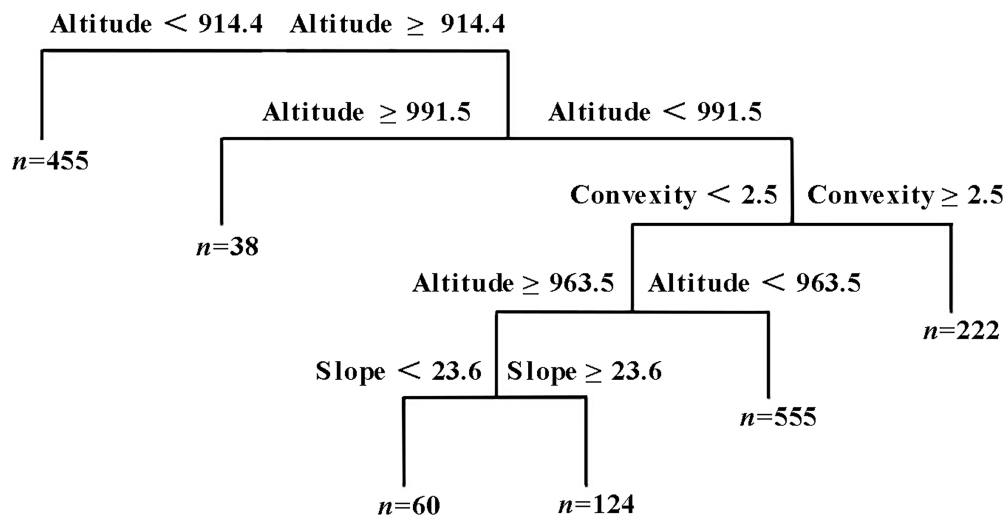 Altitude < 914.4 Altitude ≥ 914.4
Altitude ≥ 991.5 Altitude < 991.5
n=455
Convexity < 2.5 Convexity ≥ 2.5
n=38
Altitude ≥ 963.5 Altitude < 963.5
n=222
Slope < 23.6 Slope ≥ 23.6
n=555
n=60 n=124